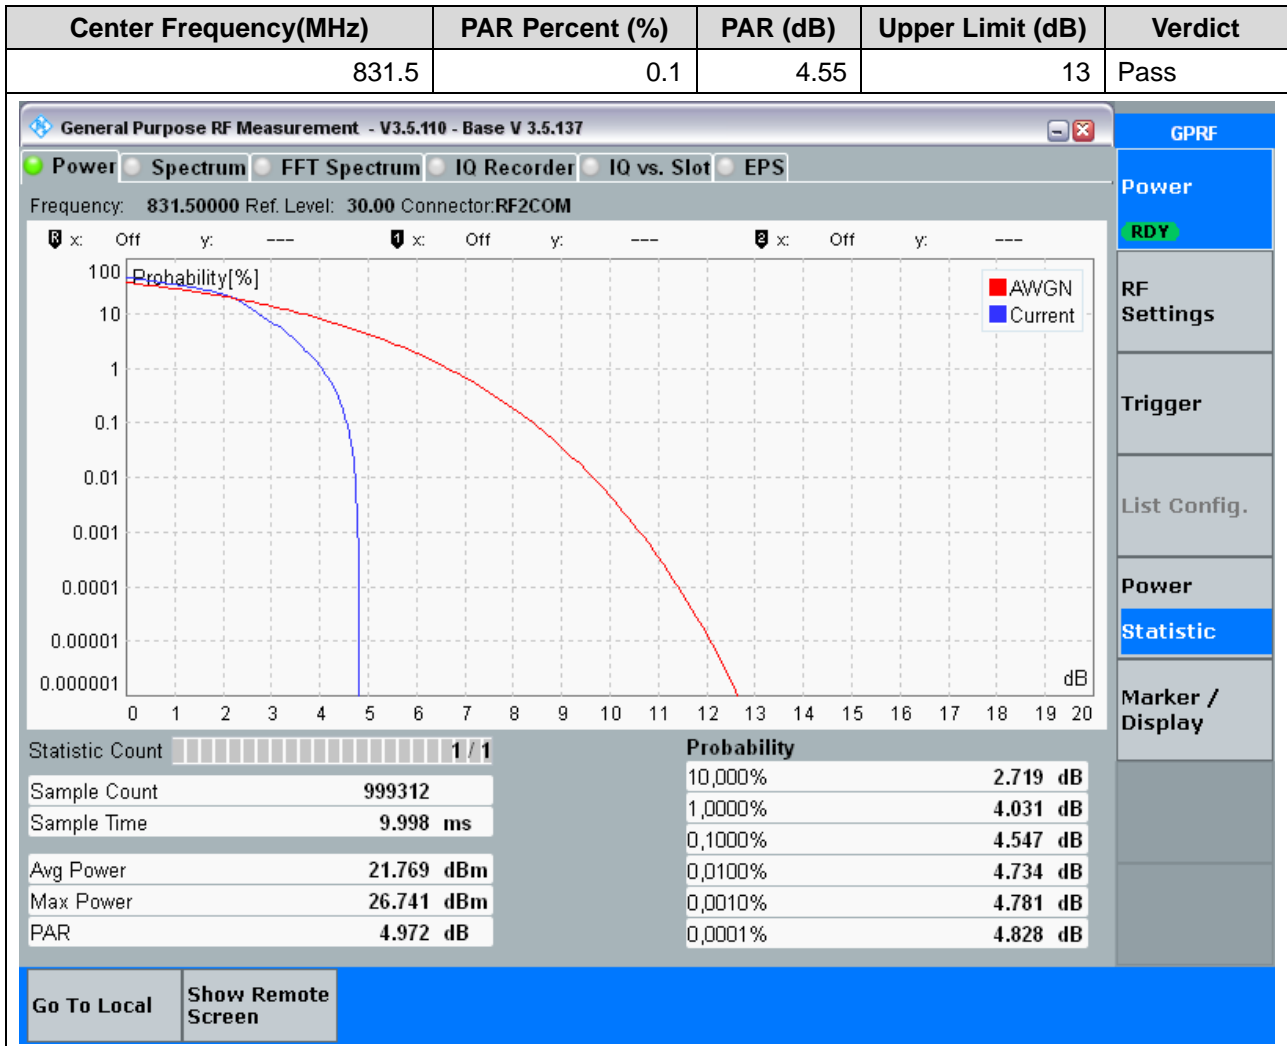 Center Frequency(MHz) PAR Percent (%) PAR (dB) Upper Limit (dB) Verdict
831.5 0.1 4.55 13 Pass
General Purpose RF Measurement - V3.5.110 - Base V 3.5.137
GPRF
Power Spectrum FFT Spectrum IQ Recorder IQ vs. Slot EPS
Power
RDY
Frequency: 831.50000 Ref. Level: 30.00 Connector:RF2COM
R x: Off y: --- 1 x: Off y: --- 2 x: Off y: ---
100 Probability[%]
AWGN
Current
10
1
0.1
0.01
0.001
0.0001
0.00001
0.000001
dB
0 1 2 3 4 5 6 7 8 9 10 11 12 13 14 15 16 17 18 19 20
RF
Settings
Trigger
List Config.
Power
Statistic
Marker /
Display
Statistic Count 1 / 1
Sample Count 999312
Sample Time 9.998 ms
Avg Power 21.769 dBm
Max Power 26.741 dBm
PAR 4.972 dB
Probability
10,000% 2.719 dB
1,0000% 4.031 dB
0,1000% 4.547 dB
0,0100% 4.734 dB
0,0010% 4.781 dB
0,0001% 4.828 dB
Go To Local
Show Remote
Screen